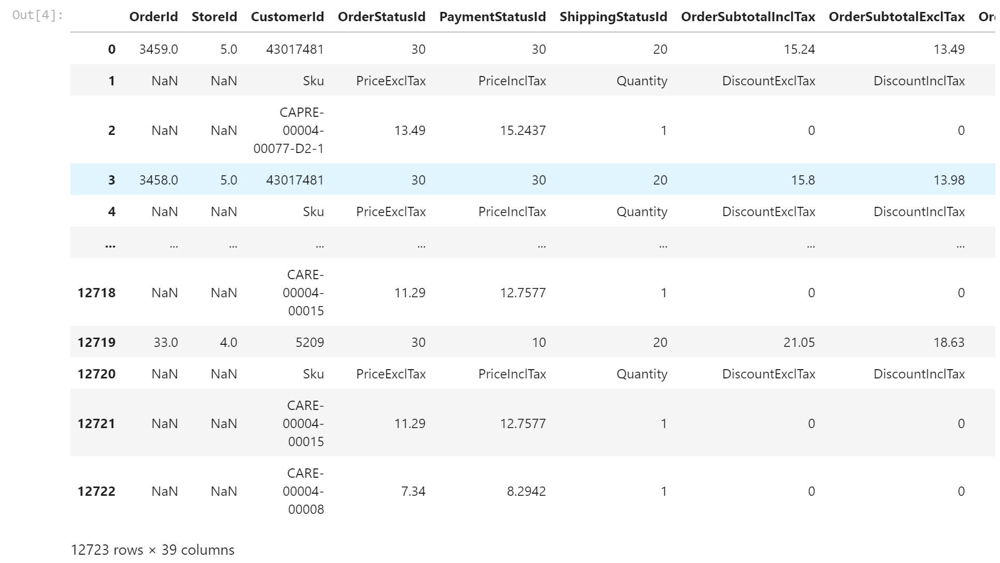 Out[4]:
OrderId StoreId CustomerId OrderStatusId PaymentStatusId ShippingStatusId OrderSubtotalInclTax OrderSubtotalExclTax Or
0 3459.0 5.0 43017481 30 30 20 15.24 13.49
1 NaN NaN Sku PriceExclTax PriceInclTax Quantity DiscountExclTax DiscountInclTax
CAPRE-
2 NaN NaN 00004- 13.49 15.2437 1 0 0
00077-D2-1
3 3458.0 5.0 43017481 30 30 20 15.8 13.98
4 NaN NaN Sku PriceExclTax PriceInclTax Quantity DiscountExclTax DiscountInclTax
... ... ... ... ... ... ... ... ...
CARE-
12718 NaN NaN 00004- 11.29 12.7577 1 0 0
00015
12719 33.0 4.0 5209 30 10 20 21.05 18.63
12720 NaN NaN Sku PriceExclTax PriceInclTax Quantity DiscountExclTax DiscountInclTax
CARE-
12721 NaN NaN 00004- 11.29 12.7577 1 0 0
00015
CARE-
12722 NaN NaN 00004- 7.34 8.2942 1 0 0
00008
12723 rows × 39 columns